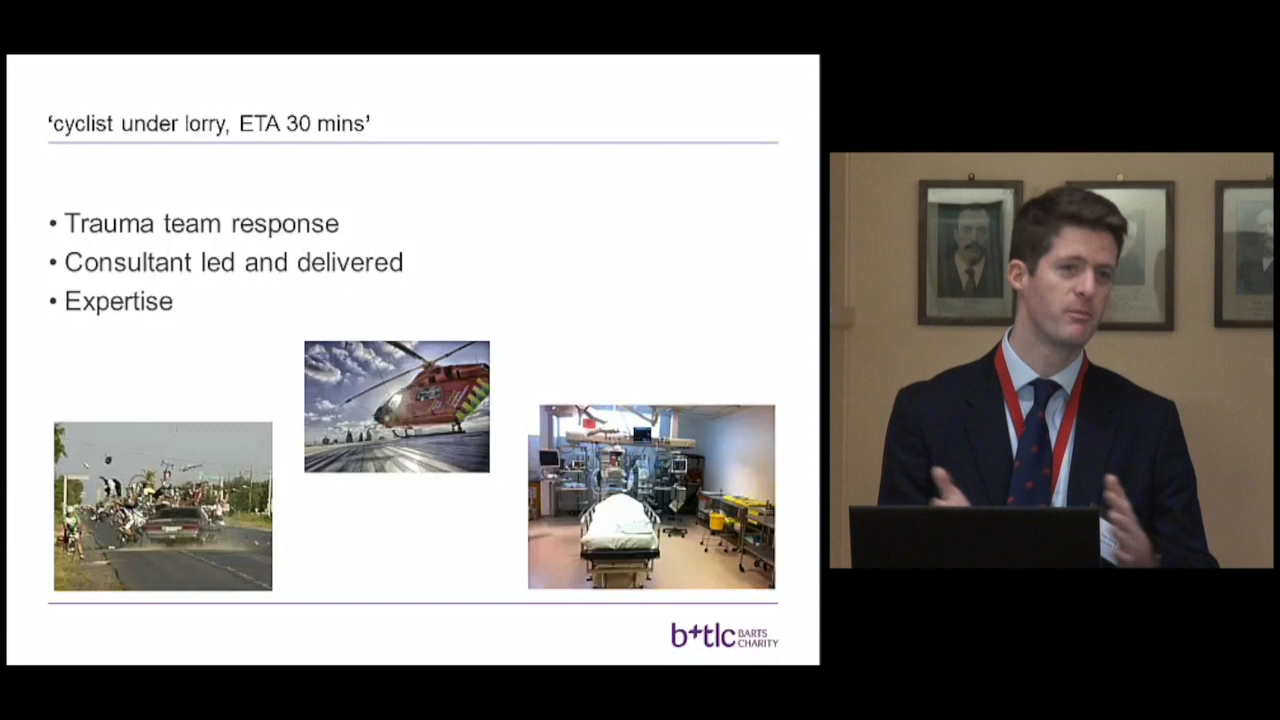 ‘cyclist under lorry, ETA 30 mins’
• Trauma team response
• Consultant led and delivered
• Expertise
b+tlc BARTS
CHARITY